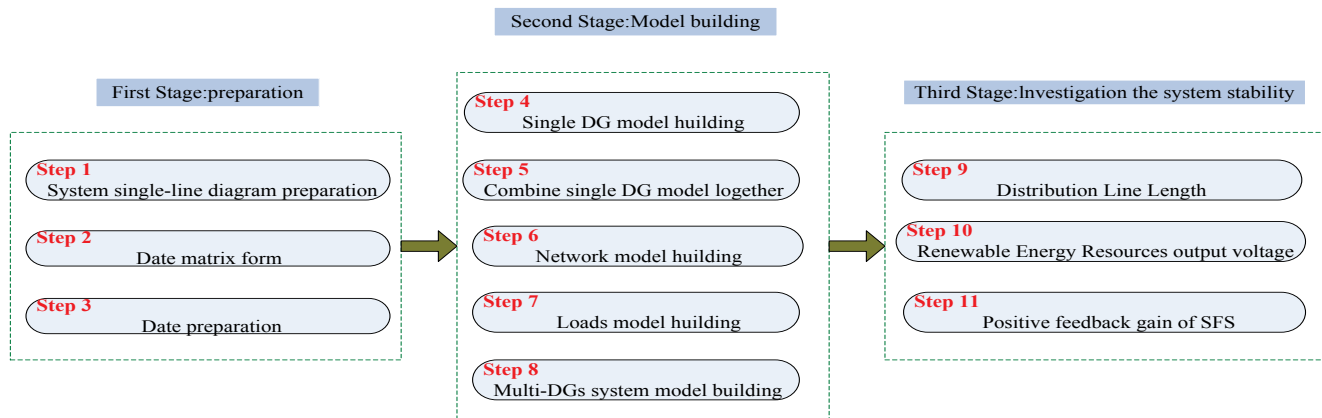 First Stage:preparation
Step 1
System single-line diagram preparation
Step 2
Date matrix form
Step 3
Date preparation
Second Stage:Model building
Step 4
Single DG model huilding
Step 5
Combine single DG model logether
Step 6
Network model huilding
Step 7
Loads model huilding
Step 8
Multi-DGs system model building
Third Stage:Investigation the system stability
Step 9
Distribution Line Length
Step 10
Renewable Energy Resources output voltage
Step 11
Positive feedback gain of SFS